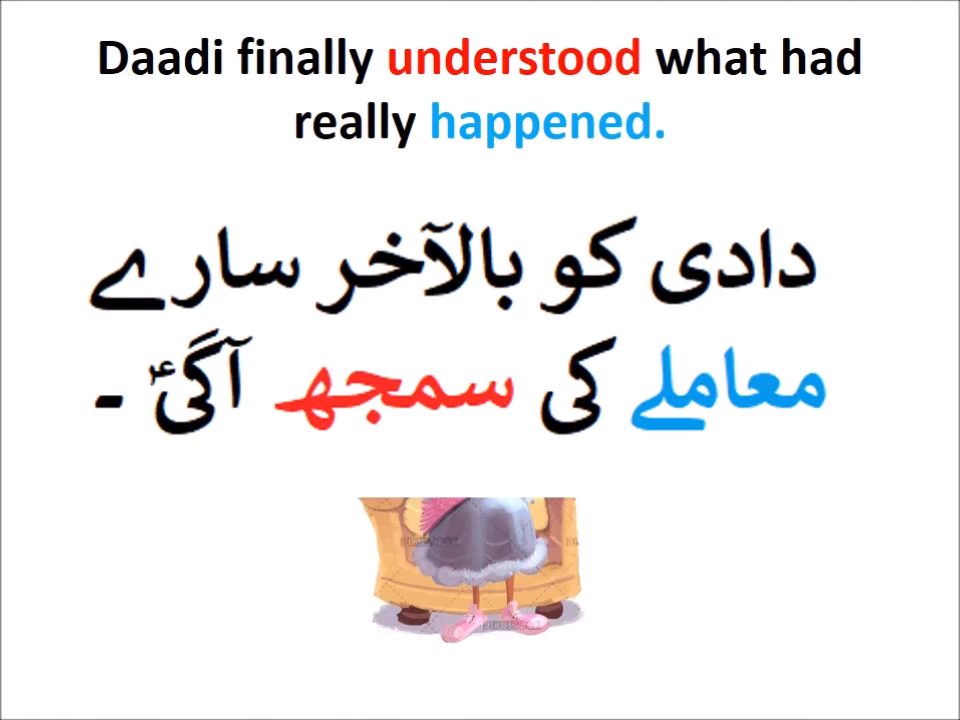 Daadi finally understood what had
really happened.
دادی کو بالآخر سارے
معاملے کی سمجھ آگئ ۔